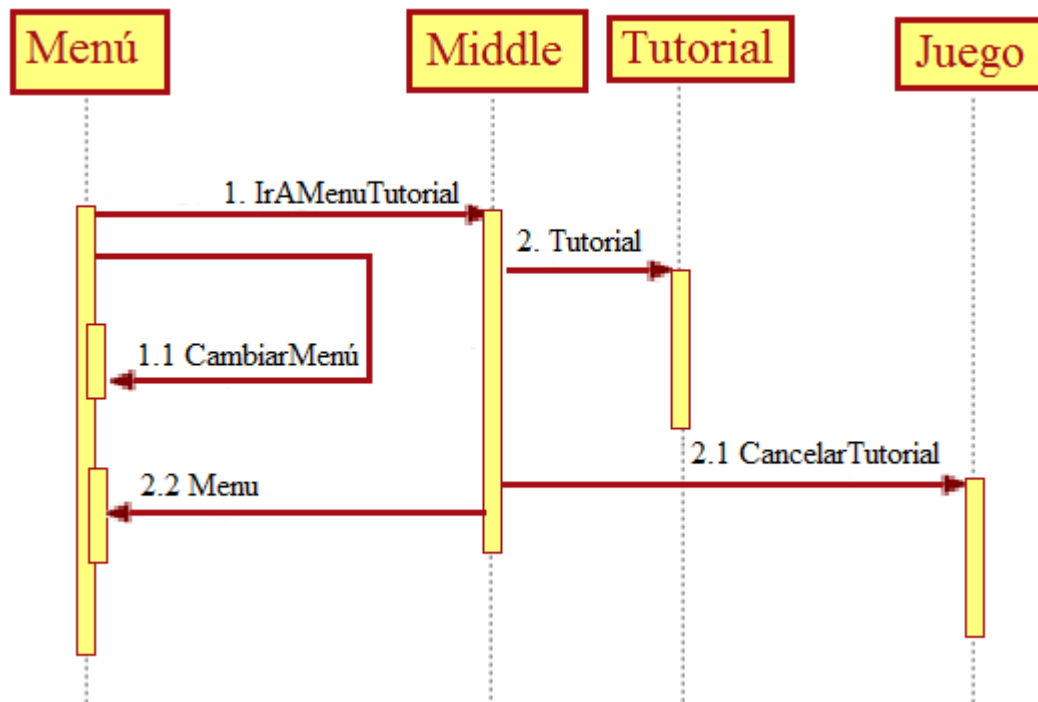 Menú
Middle
Tutorial
Juego
1. IrAMenuTutorial
2. Tutorial
1.1 CambiarMenú
2.1 CancelarTutorial
2.2 Menu